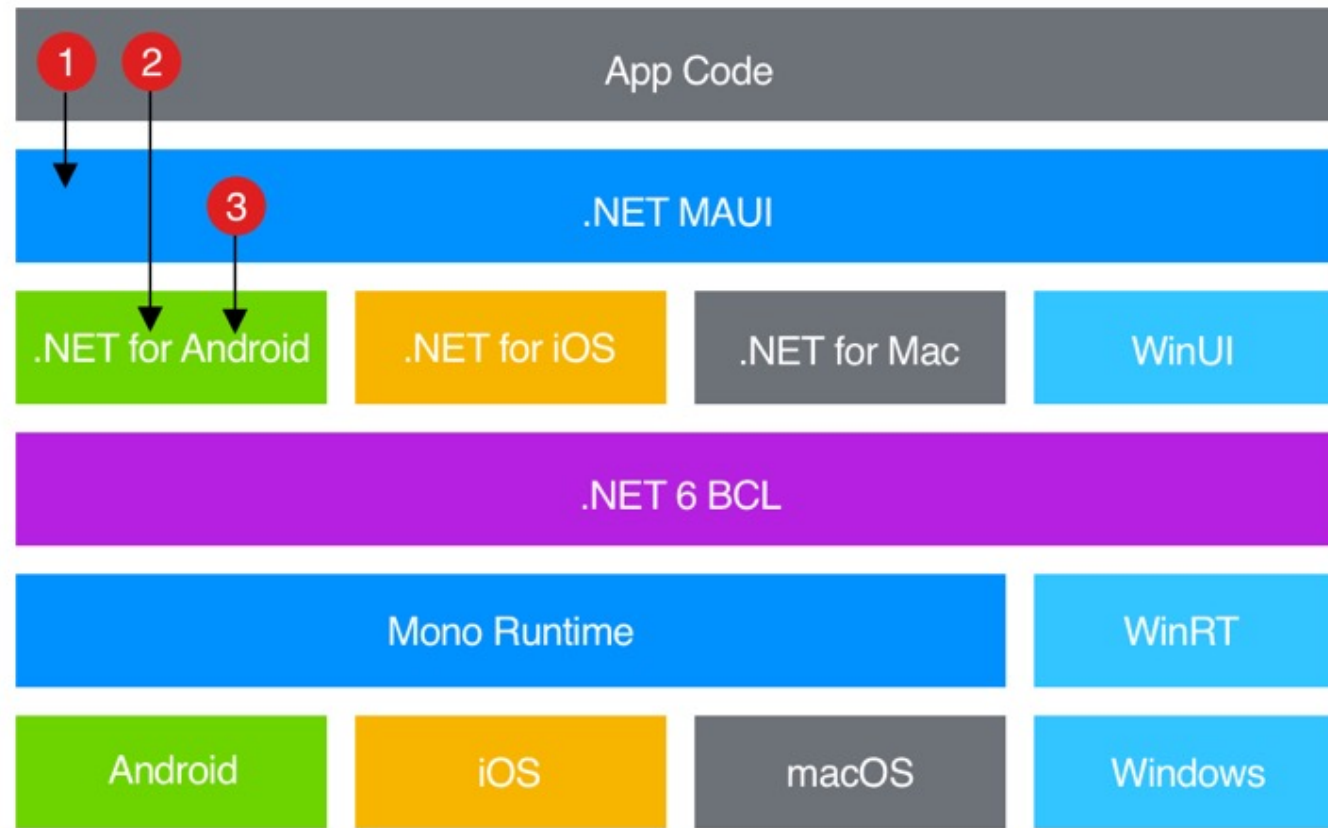 1 2 App Code
3 .NET MAUI
.NET for Android .NET for iOS .NET for Mac WinUI
.NET 6 BCL
Mono Runtime WinRT
Android iOS macOS Windows